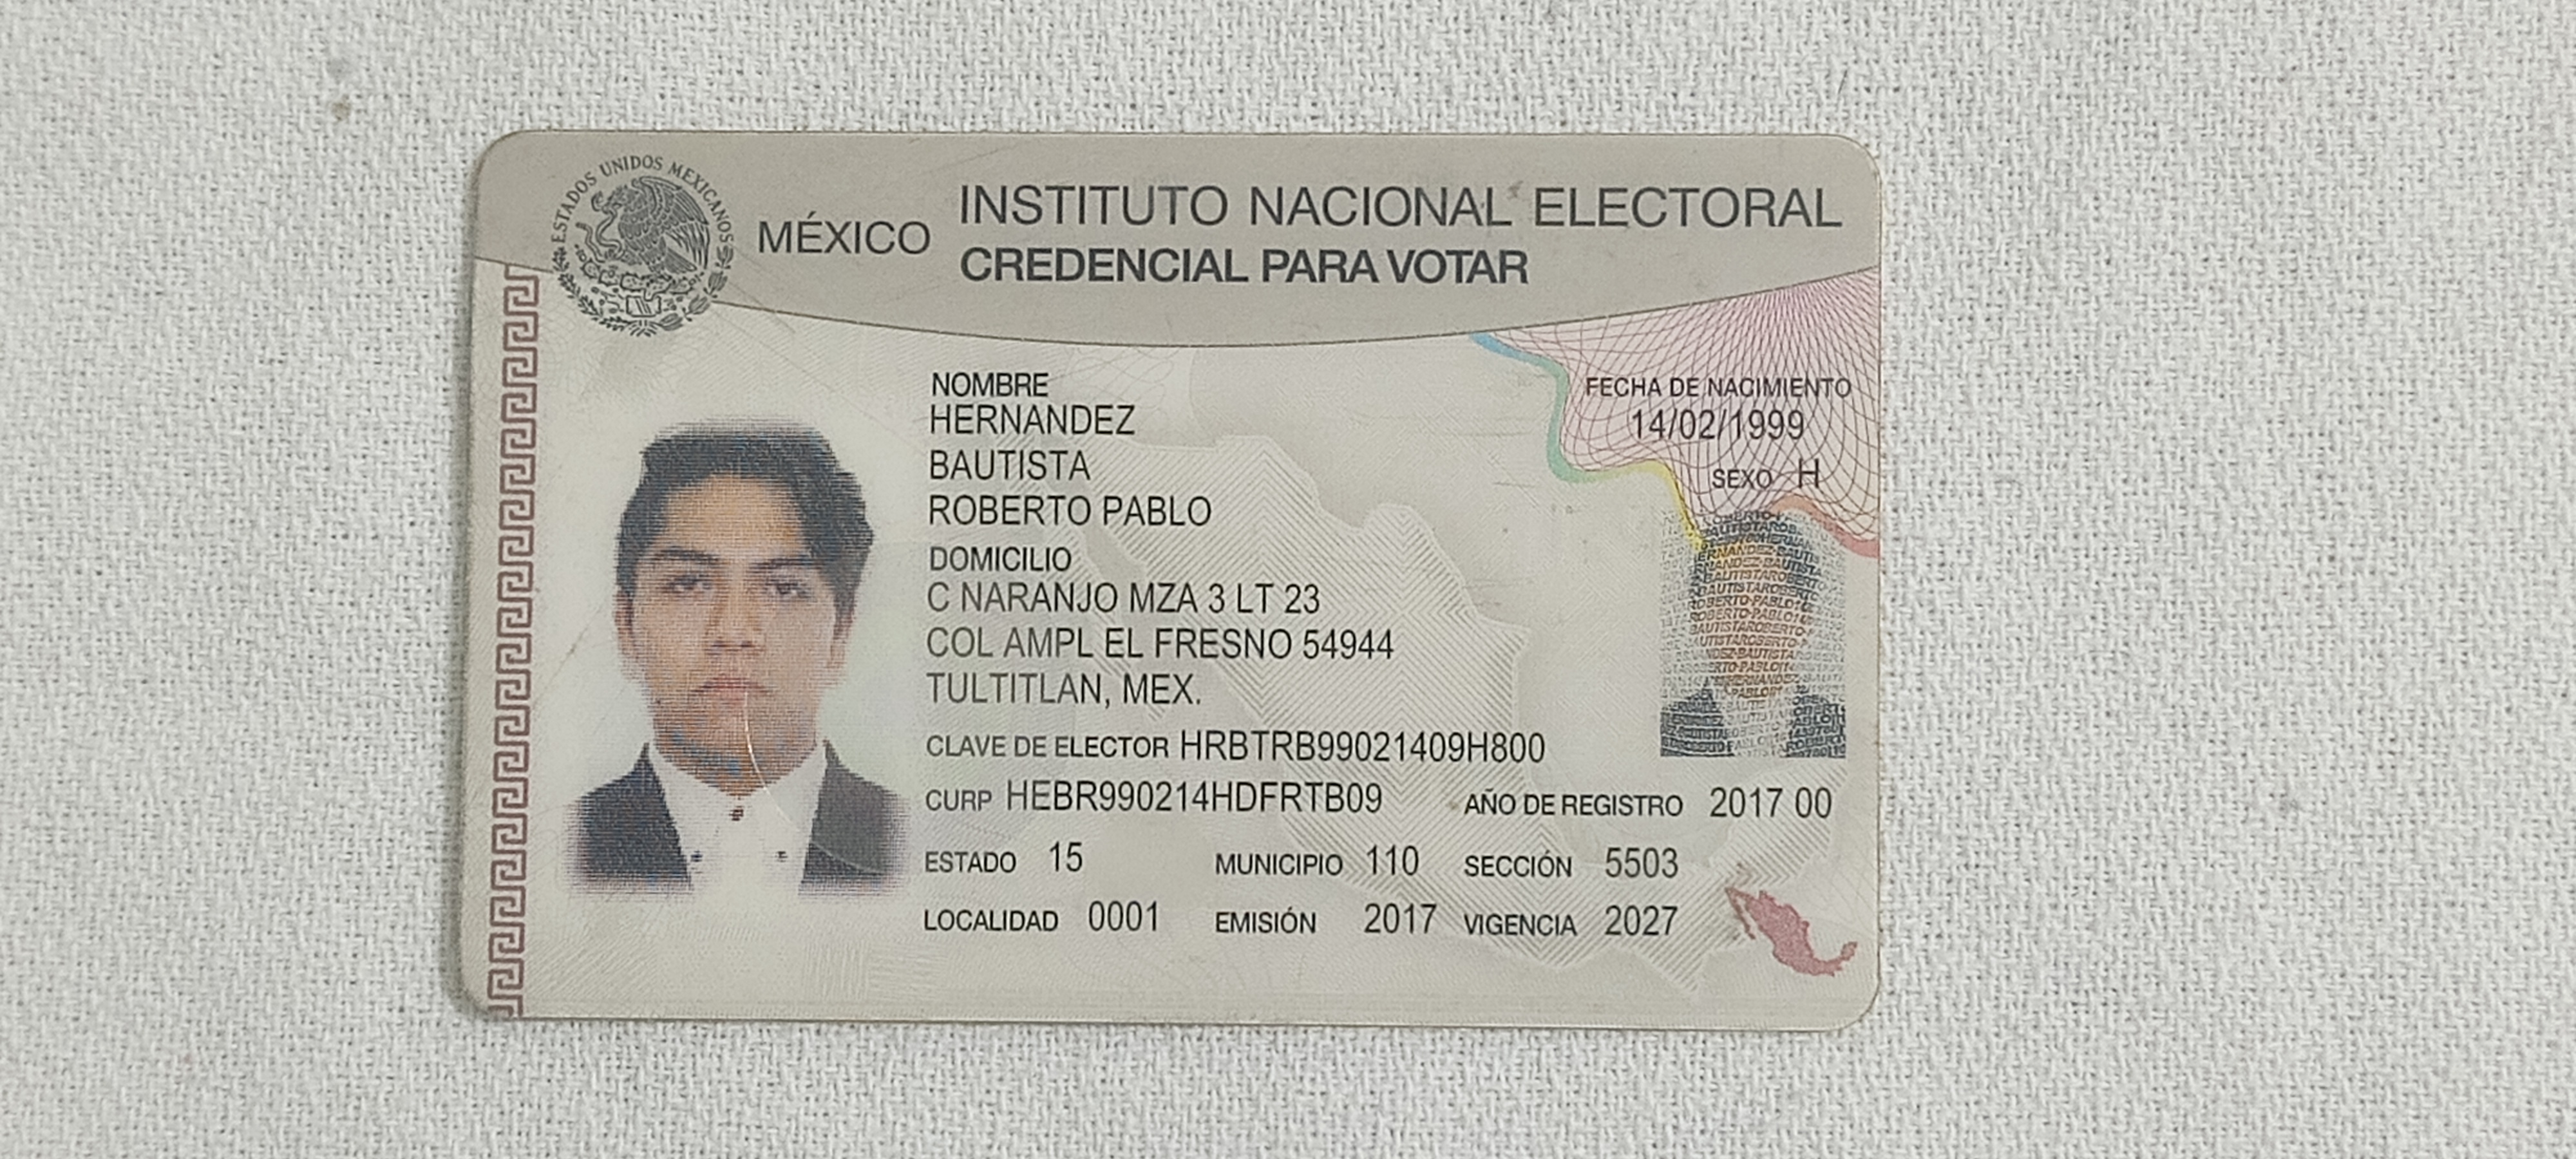 ESTADOS UNIDOS MEXICANOS
MÉXICO
INSTITUTO NACIONAL ELECTORAL
CREDENCIAL PARA VOTAR
NOMBRE
HERNANDEZ
BAUTISTA
ROBERTO PABLO
FECHA DE NACIMIENTO
14/02/1999
SEXO H
DOMICILIO
C NARANJO MZA 3 LT 23
COL AMPL EL FRESNO 54944
TULTITLAN, MEX.
CLAVE DE ELECTOR HRBTRB99021409H800
CURP HEBR990214HDFRTB09 AÑO DE REGISTRO 2017 00
ESTADO 15 MUNICIPIO 110 SECCIÓN 5503
LOCALIDAD 0001 EMISIÓN 2017 VIGENCIA 2027